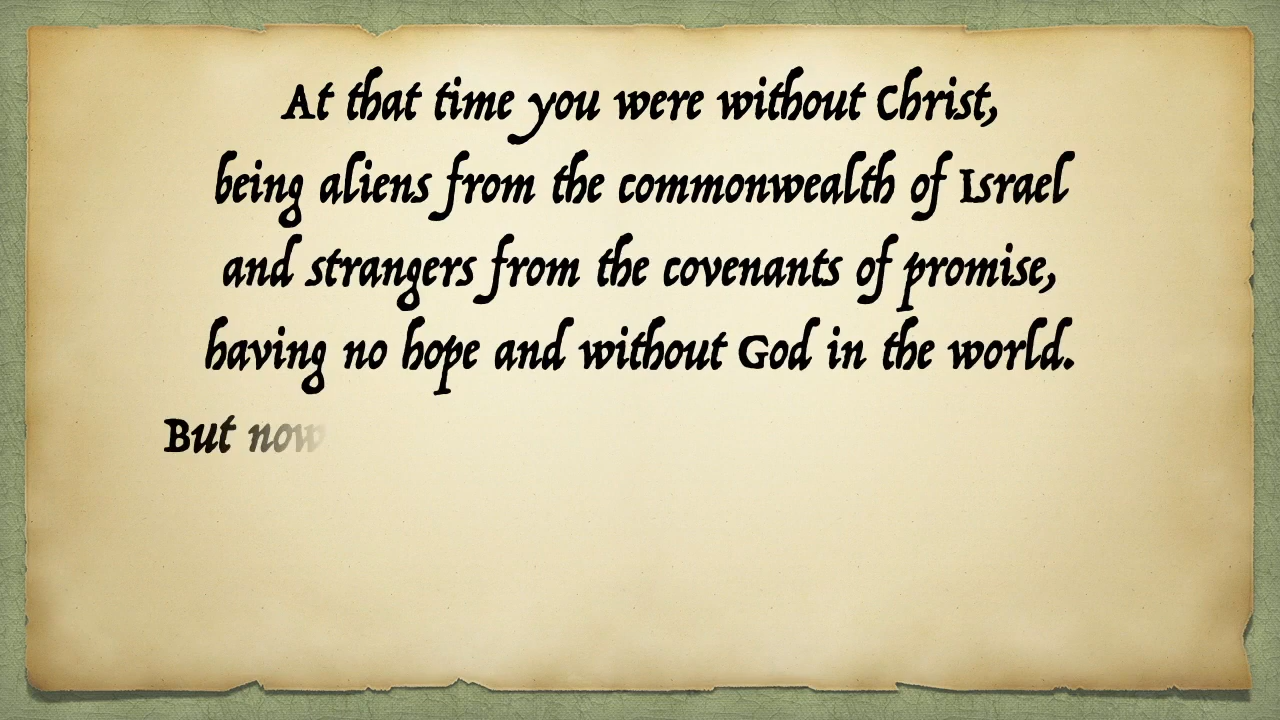 At that time you were without Christ,
being aliens from the commonwealth of Israel
and strangers from the covenants of promise,
having no hope and without God in the world.
But now